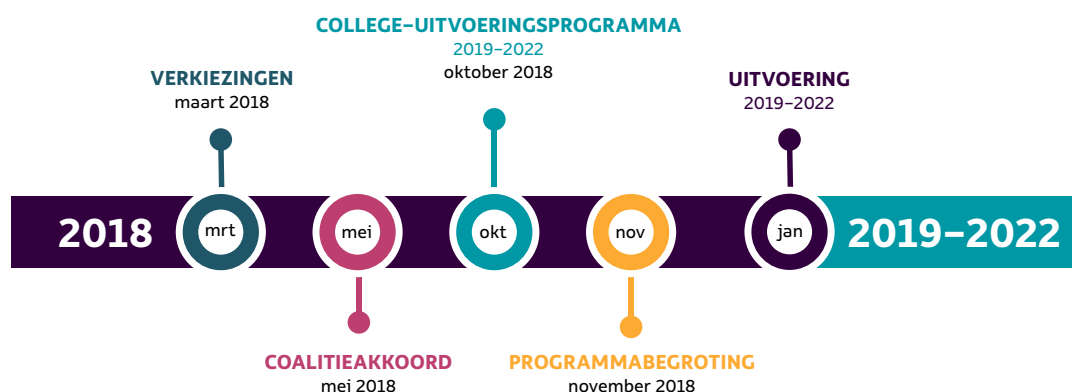 COLLEGE-UITVOERINGSPROGRAMMA
2019-2022
oktober 2018
VERKIEZINGEN
maart 2018
UITVOERING
2019-2022
2018
mrt
mei
okt
nov
jan
2019-2022
COALITIEAKKOORD
mei 2018
PROGRAMMABEGROTING
november 2018